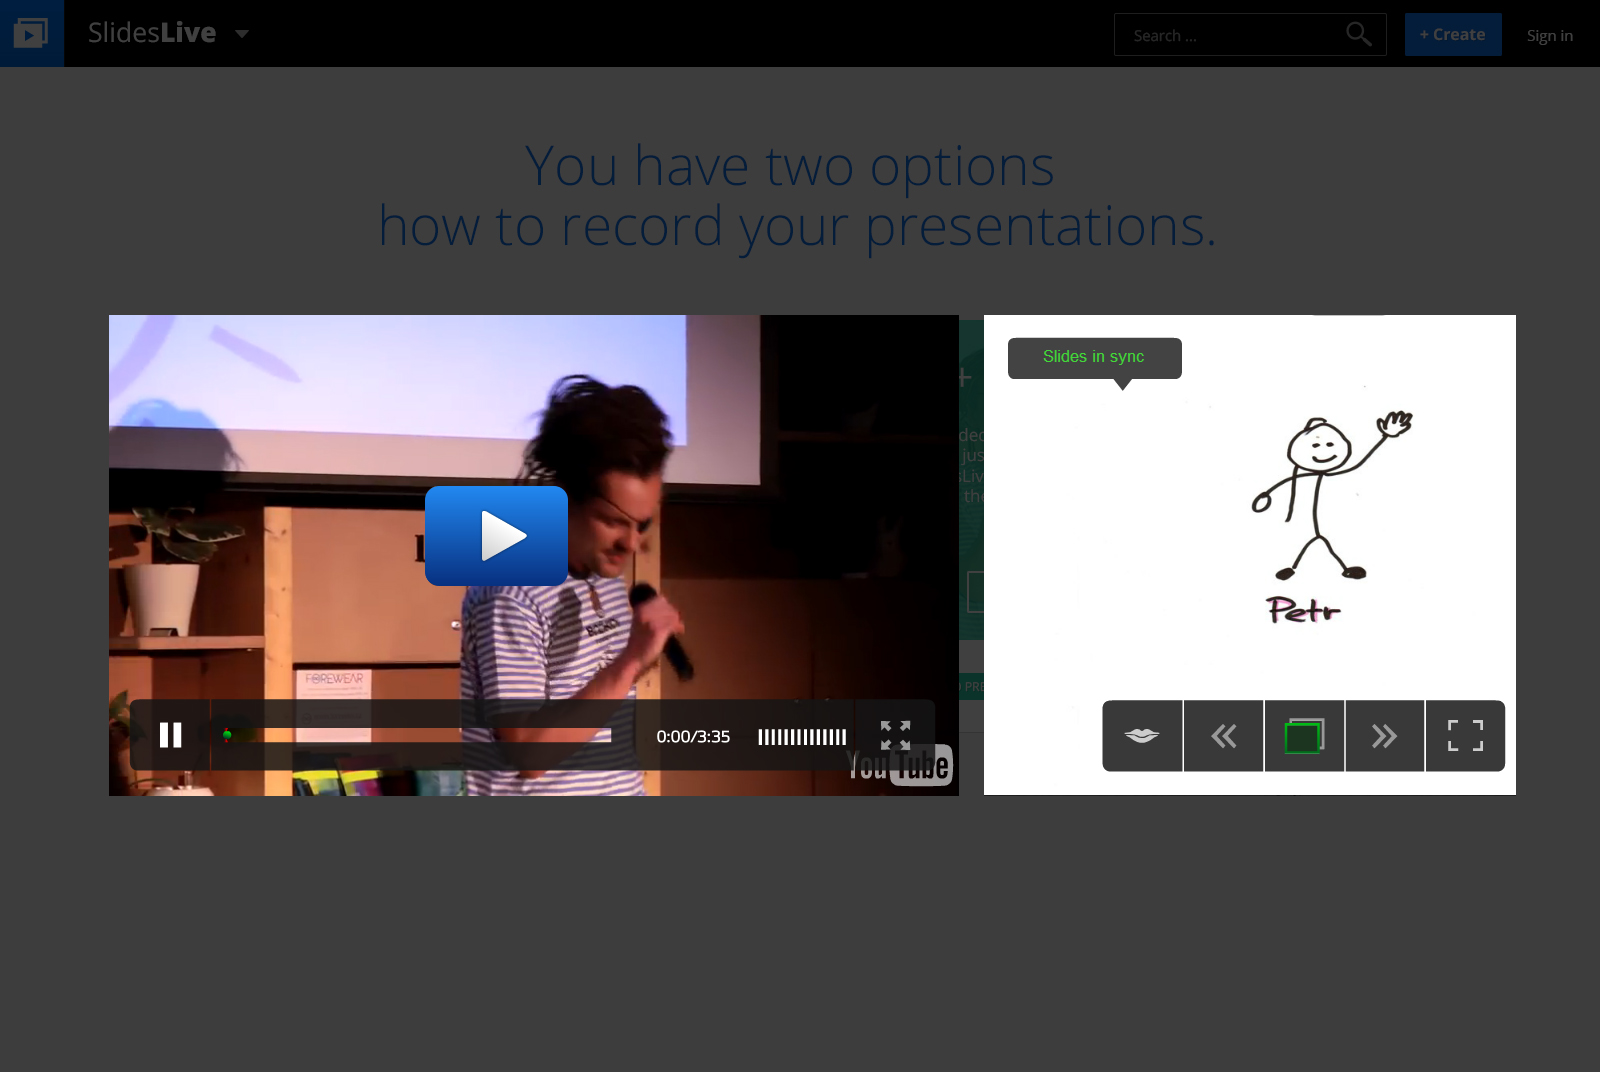 SlidesLive
Search ...
+ Create
Sign in
You have two options
how to record your presentations.
Slides in sync
Petr
FOREWEAR
0:00/3:35
YouTube